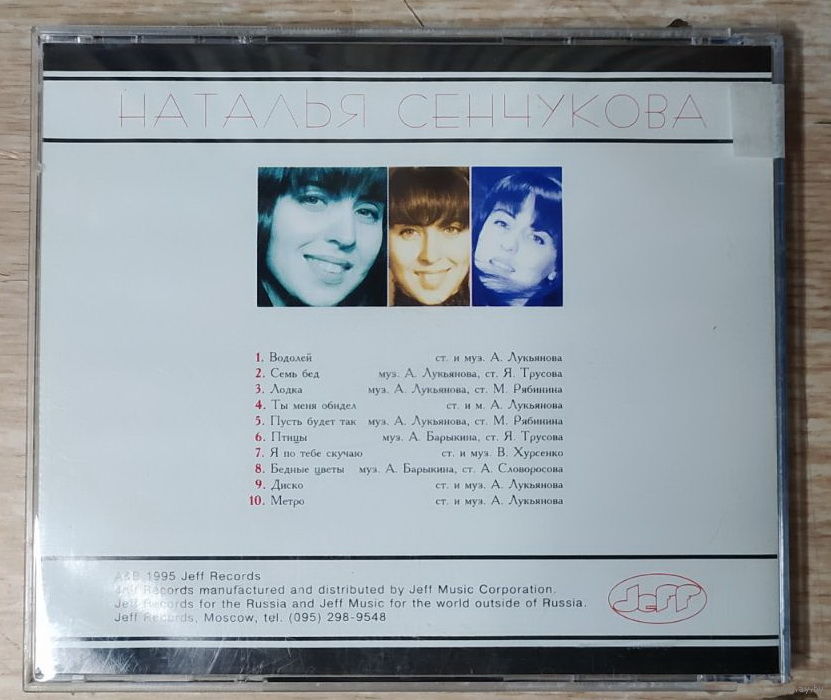 НАТАЛЬЯ СЕНЧУКОВА
1. Водолей ст. и муз. А. Лукьянова
2. Семь бед муз. А. Лукьянова, ст. Я. Трусова
3. Лодка муз. А. Лукьянова, ст. М. Рябинина
4. Ты меня обидел ст. и м. А. Лукьянова
5. Пусть будет так муз. А. Лукьянова, ст. М. Рябинина
6. Птицы муз. А. Барыкина, ст. Я. Трусова
7. Я по тебе скучаю ст. и муз. В. Хурсенко
8. Бедные цветы муз. А. Барыкина, ст. А. Словоросова
9. Диско ст. и муз. А. Лукьянова
10. Метро ст. и муз. А. Лукьянова
1995 Jeff Records
Records manufactured and distributed by Jeff Music Corporation.
Jeff Records for the Russia and Jeff Music for the world outside of Russia.
Jeff Records, Moscow, tel. (095) 298-9548
Jeff